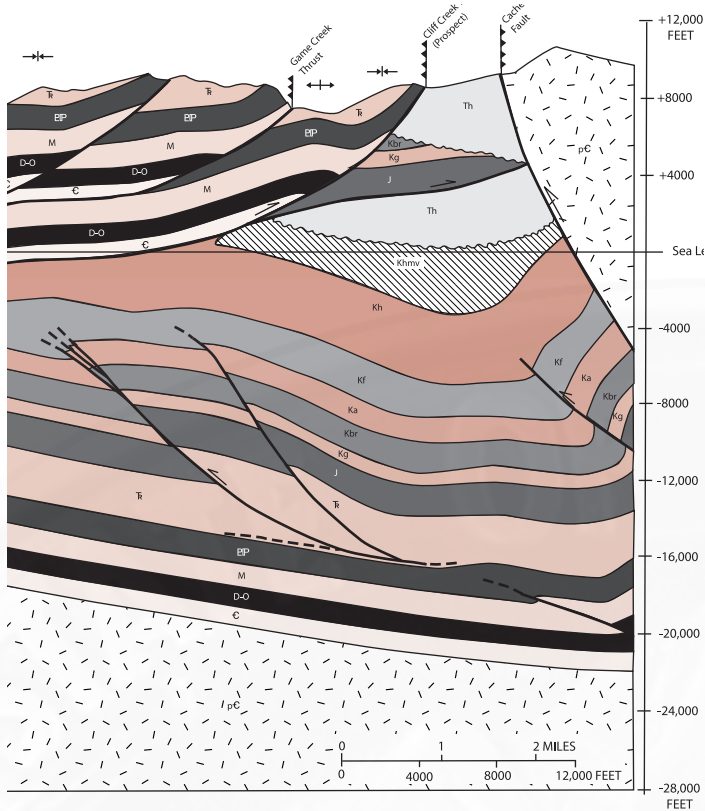 +12,000
FEET
Game Creek
Thrust
Cliff Creek
(Prospect)
Cache
Fault
+8000
+4000
Sea Le
-4000
-8000
-12,000
-16,000
-20,000
-24,000
-28,000
FEET
Ꞓ
Th
Th
Kbr
Kg
J
Khmv
Kh
Kf
Ka
Kbr
Kg
J
M
M
M
D-O
D-O
D-O
Ꞓ
Ꞓ
pꞒ
Kf
Ka
Kbr
Kg
M
D-O
Ꞓ
pꞒ
0 1 2 MILES
0 4000 8000 12,000 FEET